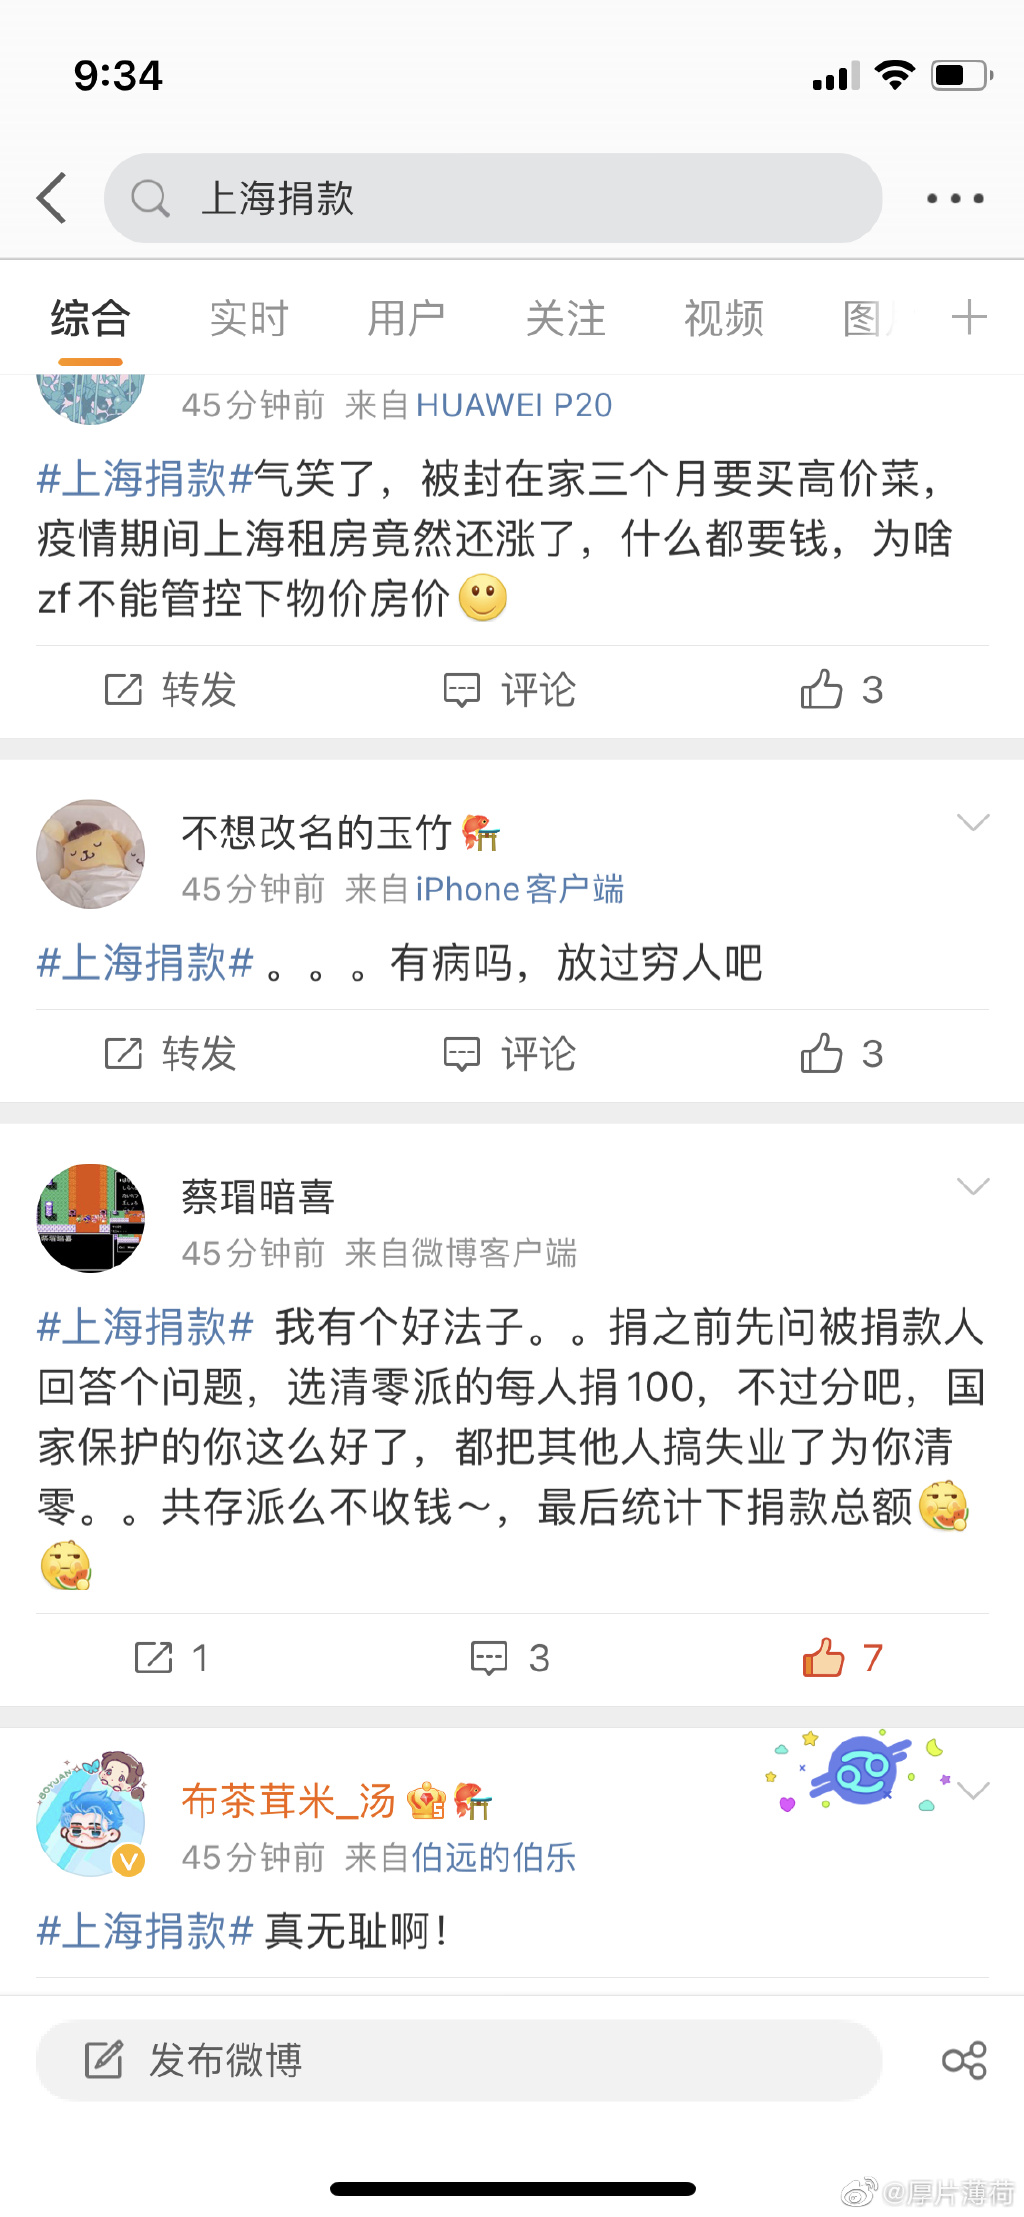 9:34
上海捐款
综合 实时 用户 关注 视频 图
45分钟前 来自HUAWEI P20
#上海捐款#气笑了，被封在家三个月要买高价菜，
疫情期间上海租房竟然还涨了，什么都要钱，为啥
zf不能管控下物价房价
转发 评论 3
不想改名的玉竹
45分钟前 来自iPhone客户端
#上海捐款#。。。有病吗，放过穷人吧
转发 评论 3
蔡瑁暗喜
45分钟前 来自微博客户端
#上海捐款# 我有个好法子。。捐之前先问被捐款人
回答个问题，选清零派的每人捐100，不过分吧，国
家保护的你这么好了，都把其他人搞失业了为你清
零。。共存派么不收钱～，最后统计下捐款总额
1 3 7
BOYUAN
布茶茸米_汤
45分钟前 来自伯远的伯乐
#上海捐款# 真无耻啊！
发布微博
@厚片薄荷